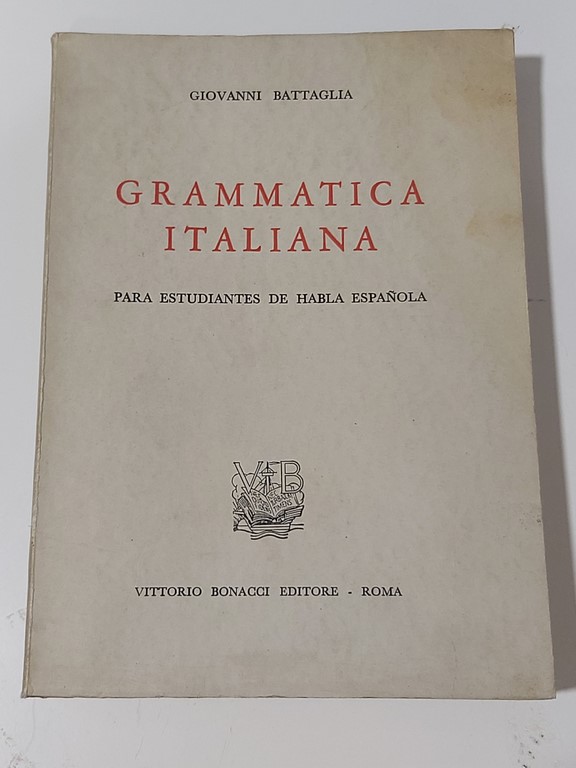 GIOVANNI BATTAGLIA
GRAMMATICA
ITALIANA
PARA ESTUDIANTES DE HABLA ESPAÑOLA
VB
VITTORIO BONACCI EDITORE - ROMA